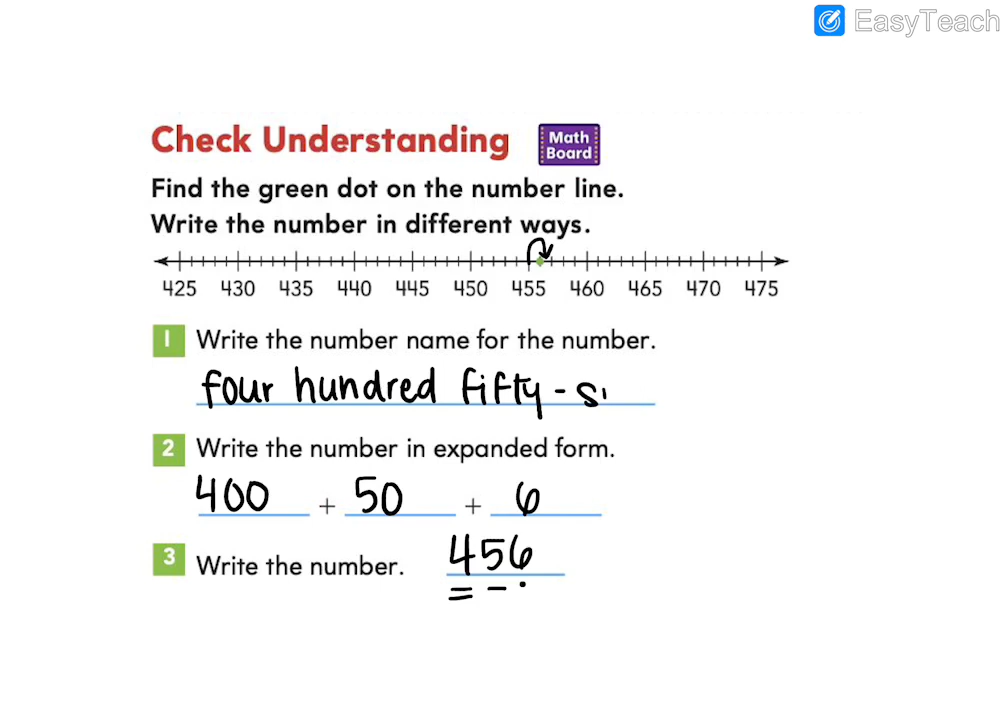 EasyTeach
Check Understanding
Math
Board
Find the green dot on the number line.
Write the number in different ways.
425 430 435 440 445 450 455 460 465 470 475
1 Write the number name for the number.
four hundred fifty-si
2 Write the number in expanded form.
400 + 50 + 6
3 Write the number. 456